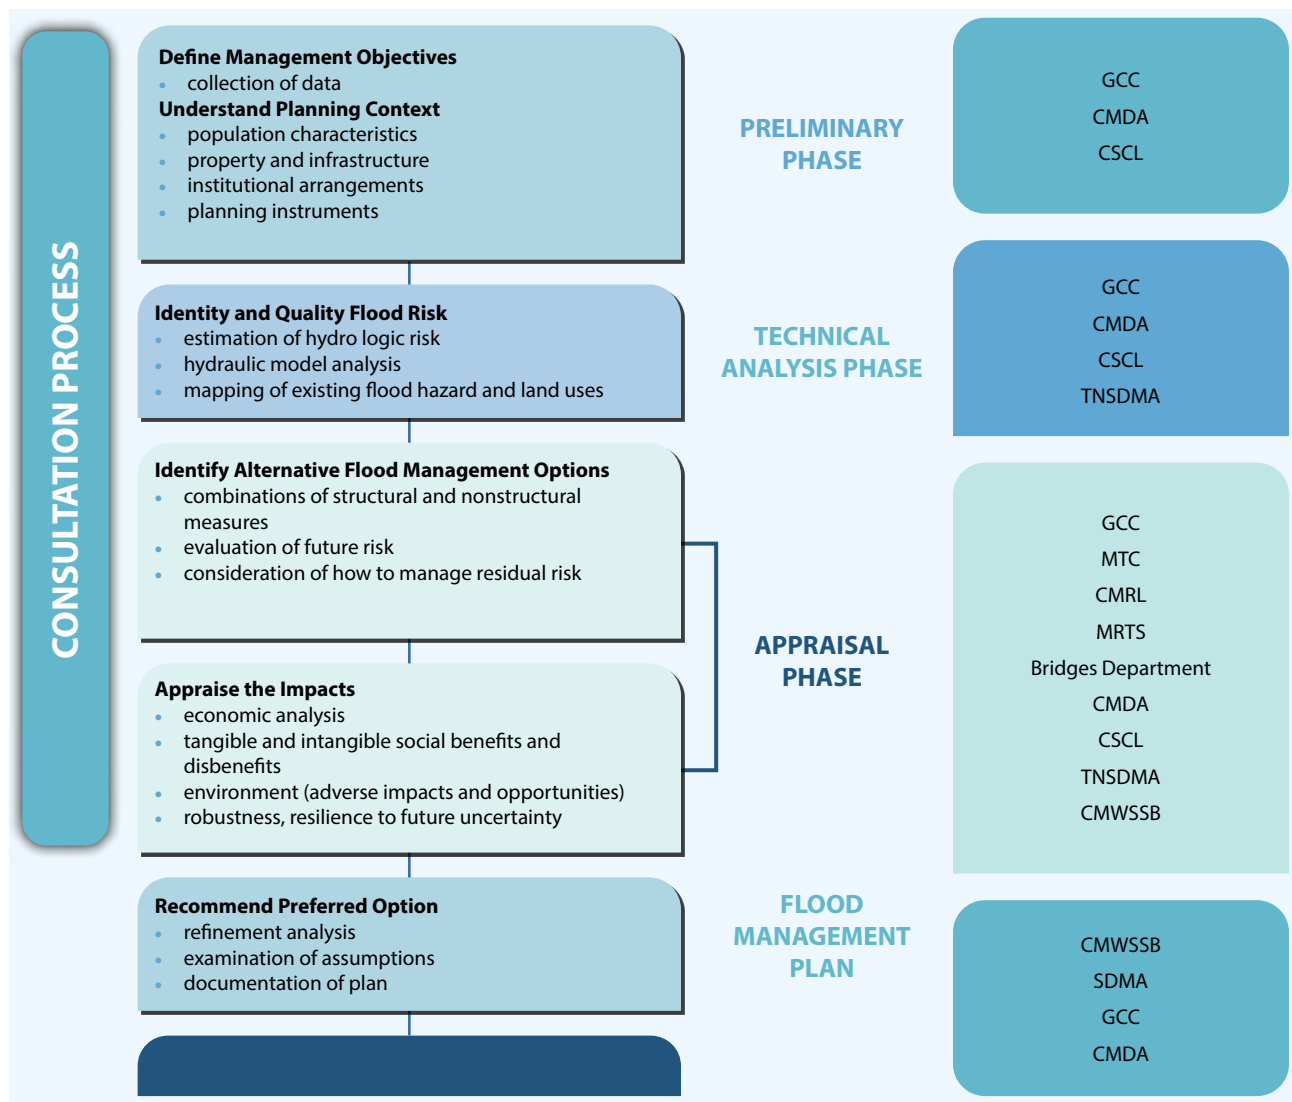 CONSULTATION PROCESS
Define Management Objectives
• collection of data
Understand Planning Context
• population characteristics
• property and infrastructure
• institutional arrangements
• planning instruments
PRELIMINARY
PHASE
GCC
CMDA
CSCL
Identity and Quality Flood Risk
• estimation of hydro logic risk
• hydraulic model analysis
• mapping of existing flood hazard and land uses
TECHNICAL
ANALYSIS PHASE
GCC
CMDA
CSCL
TNSDMA
Identify Alternative Flood Management Options
• combinations of structural and nonstructural
measures
• evaluation of future risk
• consideration of how to manage residual risk
Appraise the Impacts
• economic analysis
• tangible and intangible social benefits and
disbenefits
• environment (adverse impacts and opportunities)
• robustness, resilience to future uncertainty
APPRAISAL
PHASE
GCC
MTC
CMRL
MRTS
Bridges Department
CMDA
CSCL
TNSDMA
CMWSSB
Recommend Preferred Option
• refinement analysis
• examination of assumptions
• documentation of plan
FLOOD
MANAGEMENT
PLAN
CMWSSB
SDMA
GCC
CMDA